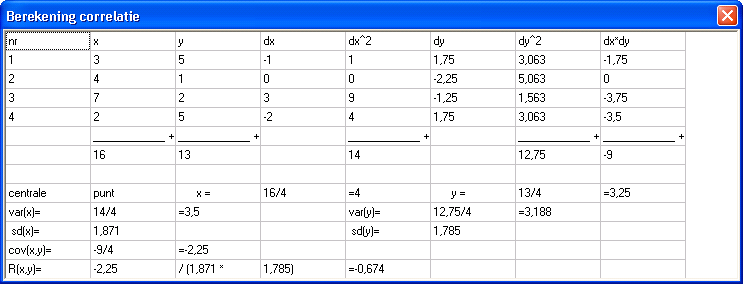 Berekening correlatie
nr x y dx dx^2 dy dy^2 dx*dy
1 3 5 -1 1 1,75 3,063 -1,75
2 4 1 0 0 -2,25 5,063 0
3 7 2 3 9 -1,25 1,563 -3,75
4 2 5 -2 4 1,75 3,063 -3,5
____________ + ____________ + ____________ + ____________ + ____________ +
16 13 14 12,75 -9
centrale punt x = 16/4 =4 y = 13/4 =3,25
var(x)= 14/4 =3,5 var(y)= 12,75/4 =3,188
sd(x)= 1,871 sd(y)= 1,785
cov(x,y)= -9/4 =-2,25
R(x,y)= -2,25 / (1,871 * 1,785) =-0,674